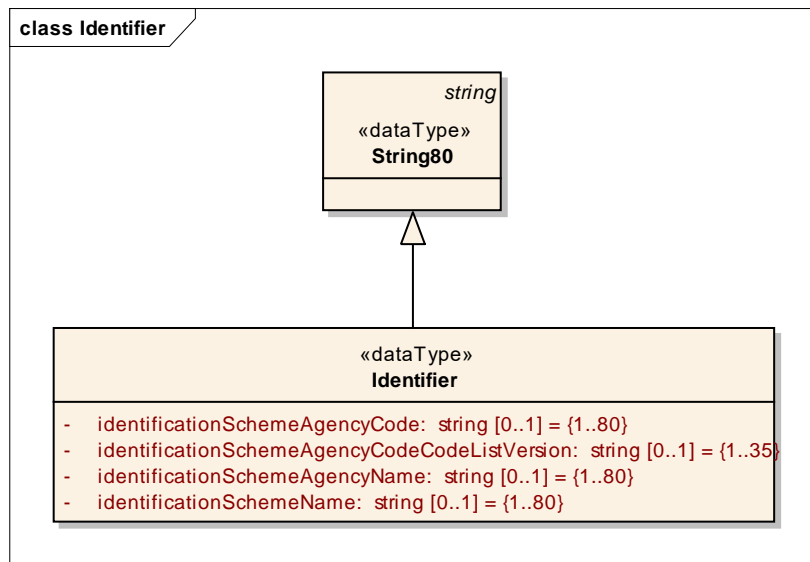 class Identifier
string
«dataType»
String80
«dataType»
Identifier
- identificationSchemeAgencyCode: string [0..1] = {1..80}
- identificationSchemeAgencyCodeCodeListVersion: string [0..1] = {1..35}
- identificationSchemeAgencyName: string [0..1] = {1..80}
- identificationSchemeName: string [0..1] = {1..80}